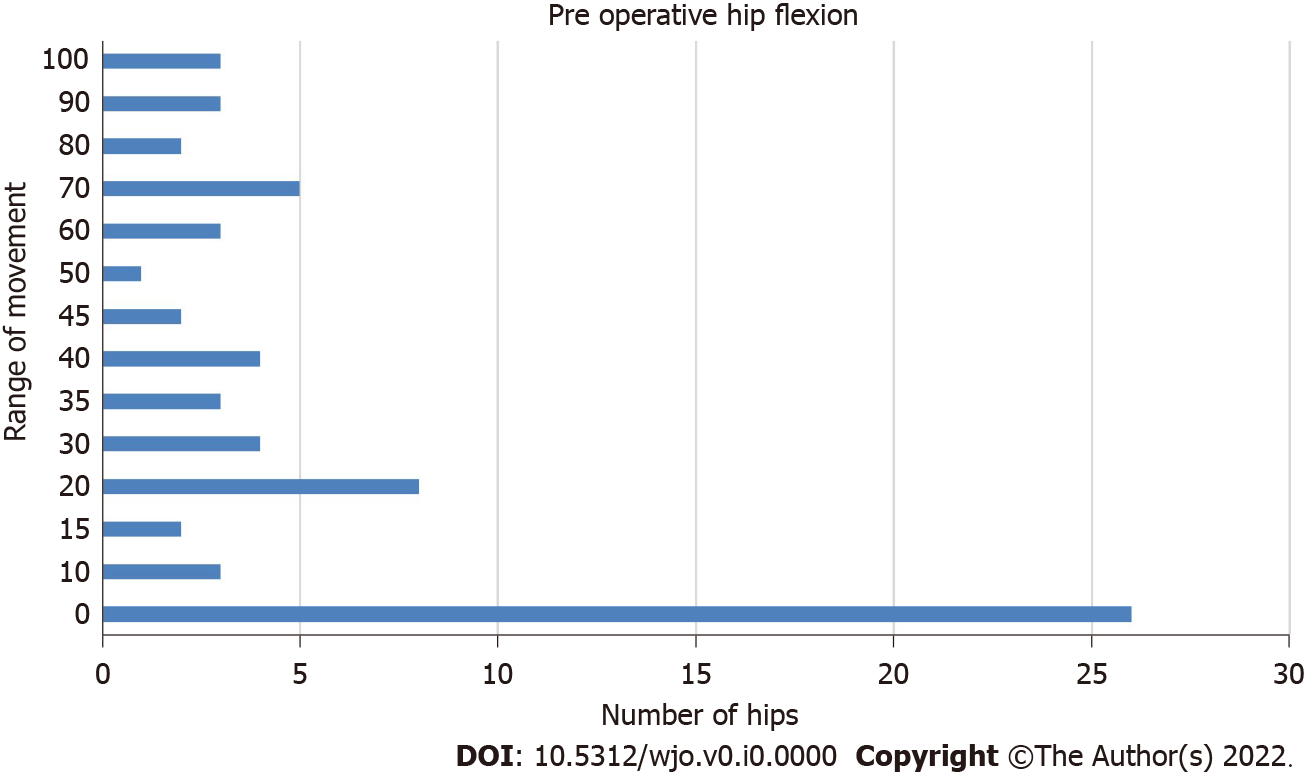 Pre operative hip flexion
Range of movement
100
90
80
70
60
50
45
40
35
30
20
15
10
0
0 5 10 15 20 25 30
Number of hips
DOI: 10.5312/wjo.v0.i0.0000 Copyright ©The Author(s) 2022.